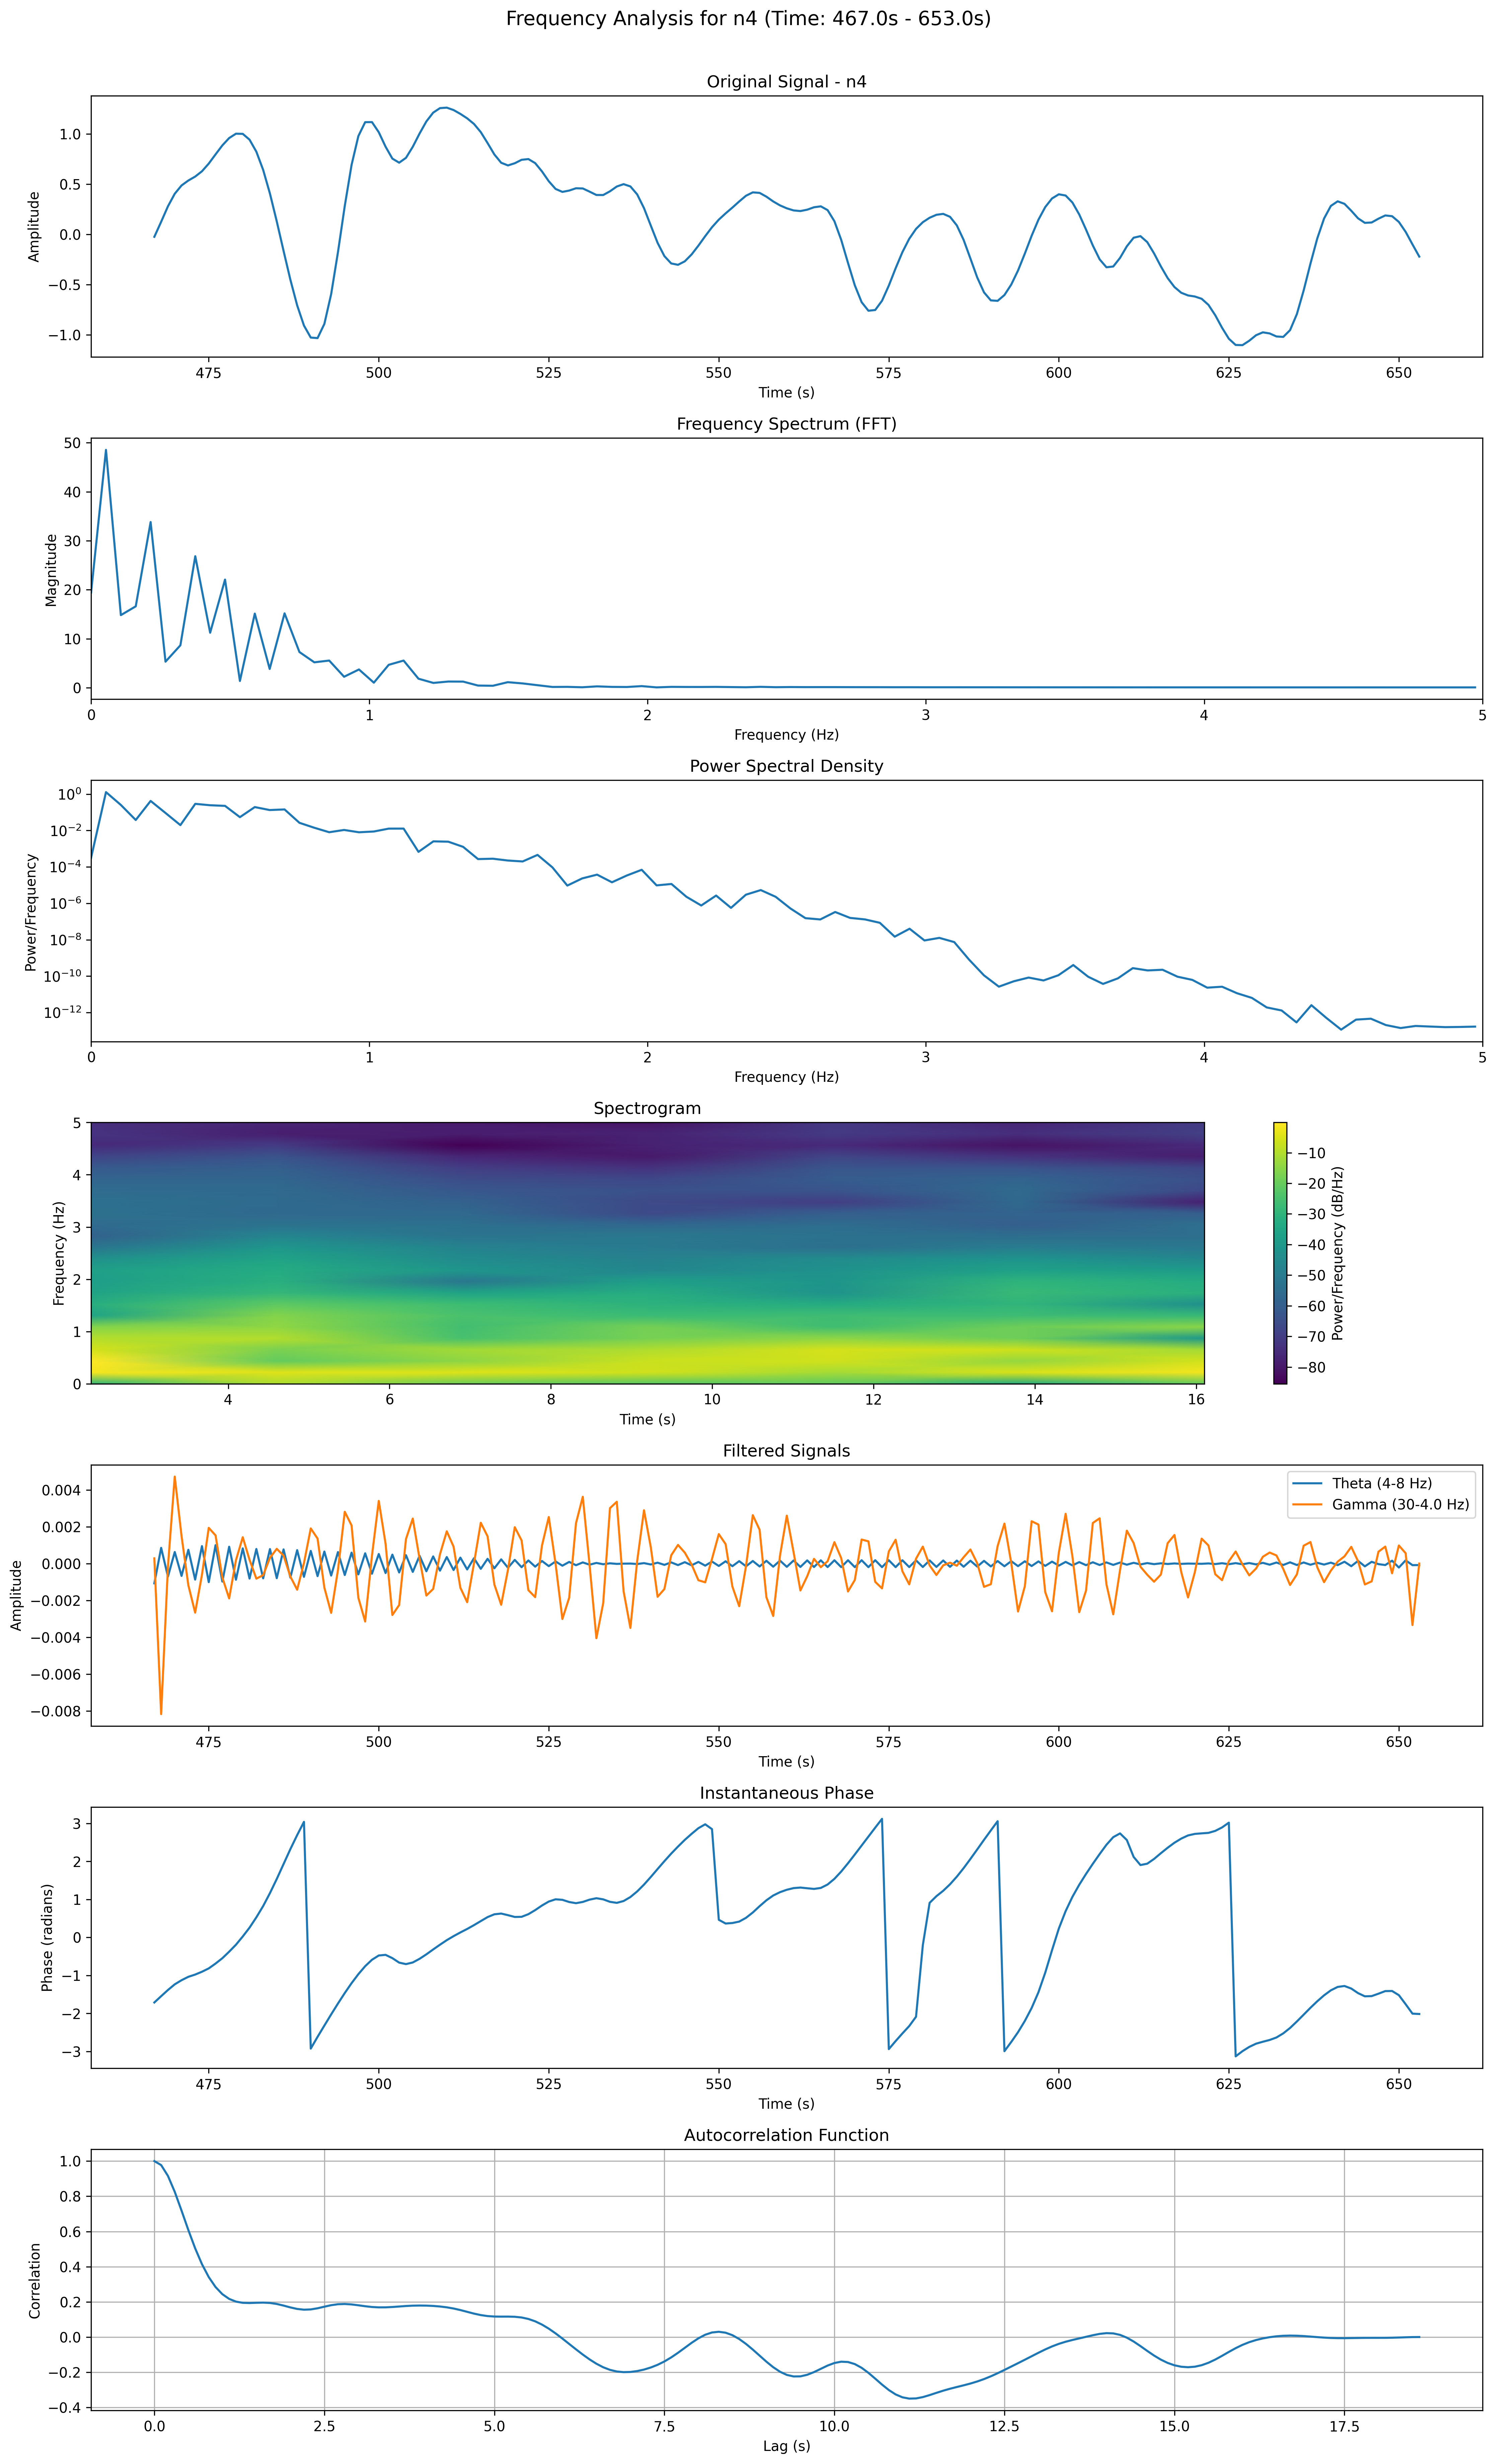 Frequency Analysis for n4 (Time: 467.0s - 653.0s)
Original Signal - n4
1.0
0.5
0.0
−0.5
−1.0
Amplitude
475 500 525 550 575 600 625 650
Time (s)
Frequency Spectrum (FFT)
50
40
30
20
10
0
Magnitude
0 1 2 3 4 5
Frequency (Hz)
Power Spectral Density
10⁰
10⁻²
10⁻⁴
10⁻⁶
10⁻⁸
10⁻¹⁰
10⁻¹²
Power/Frequency
0 1 2 3 4 5
Frequency (Hz)
Spectrogram
5
4
3
2
1
0
Frequency (Hz)
4 6 8 10 12 14 16
Time (s)
−10
−20
−30
−40
−50
−60
−70
−80
Power/Frequency (dB/Hz)
Filtered Signals
Theta (4-8 Hz)
Gamma (30-4.0 Hz)
0.004
0.002
0.000
−0.002
−0.004
−0.006
−0.008
Amplitude
475 500 525 550 575 600 625 650
Time (s)
Instantaneous Phase
3
2
1
0
−1
−2
−3
Phase (radians)
475 500 525 550 575 600 625 650
Time (s)
Autocorrelation Function
1.0
0.8
0.6
0.4
0.2
0.0
−0.2
−0.4
Correlation
0.0 2.5 5.0 7.5 10.0 12.5 15.0 17.5
Lag (s)